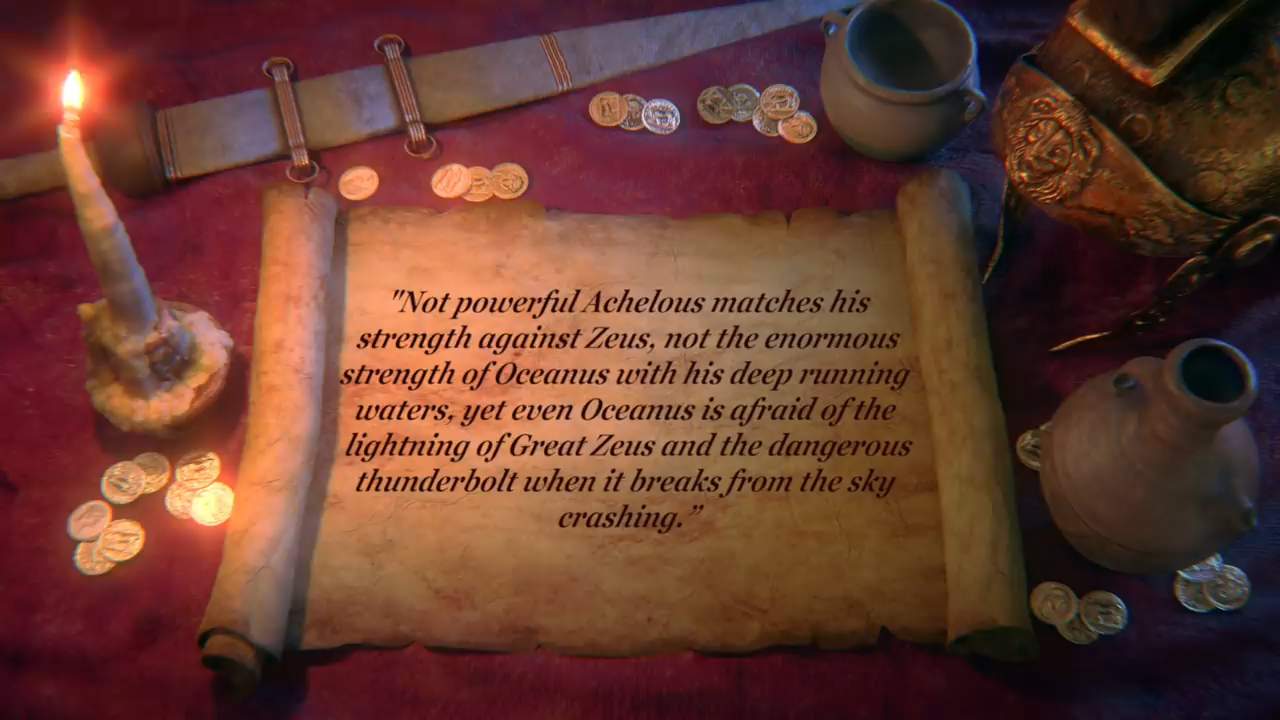 "Not powerful Achelous matches his
strength against Zeus, not the enormous
strength of Oceanus with his deep running
waters, yet even Oceanus is afraid of the
lightning of Great Zeus and the dangerous
thunderbolt when it breaks from the sky
crashing.”